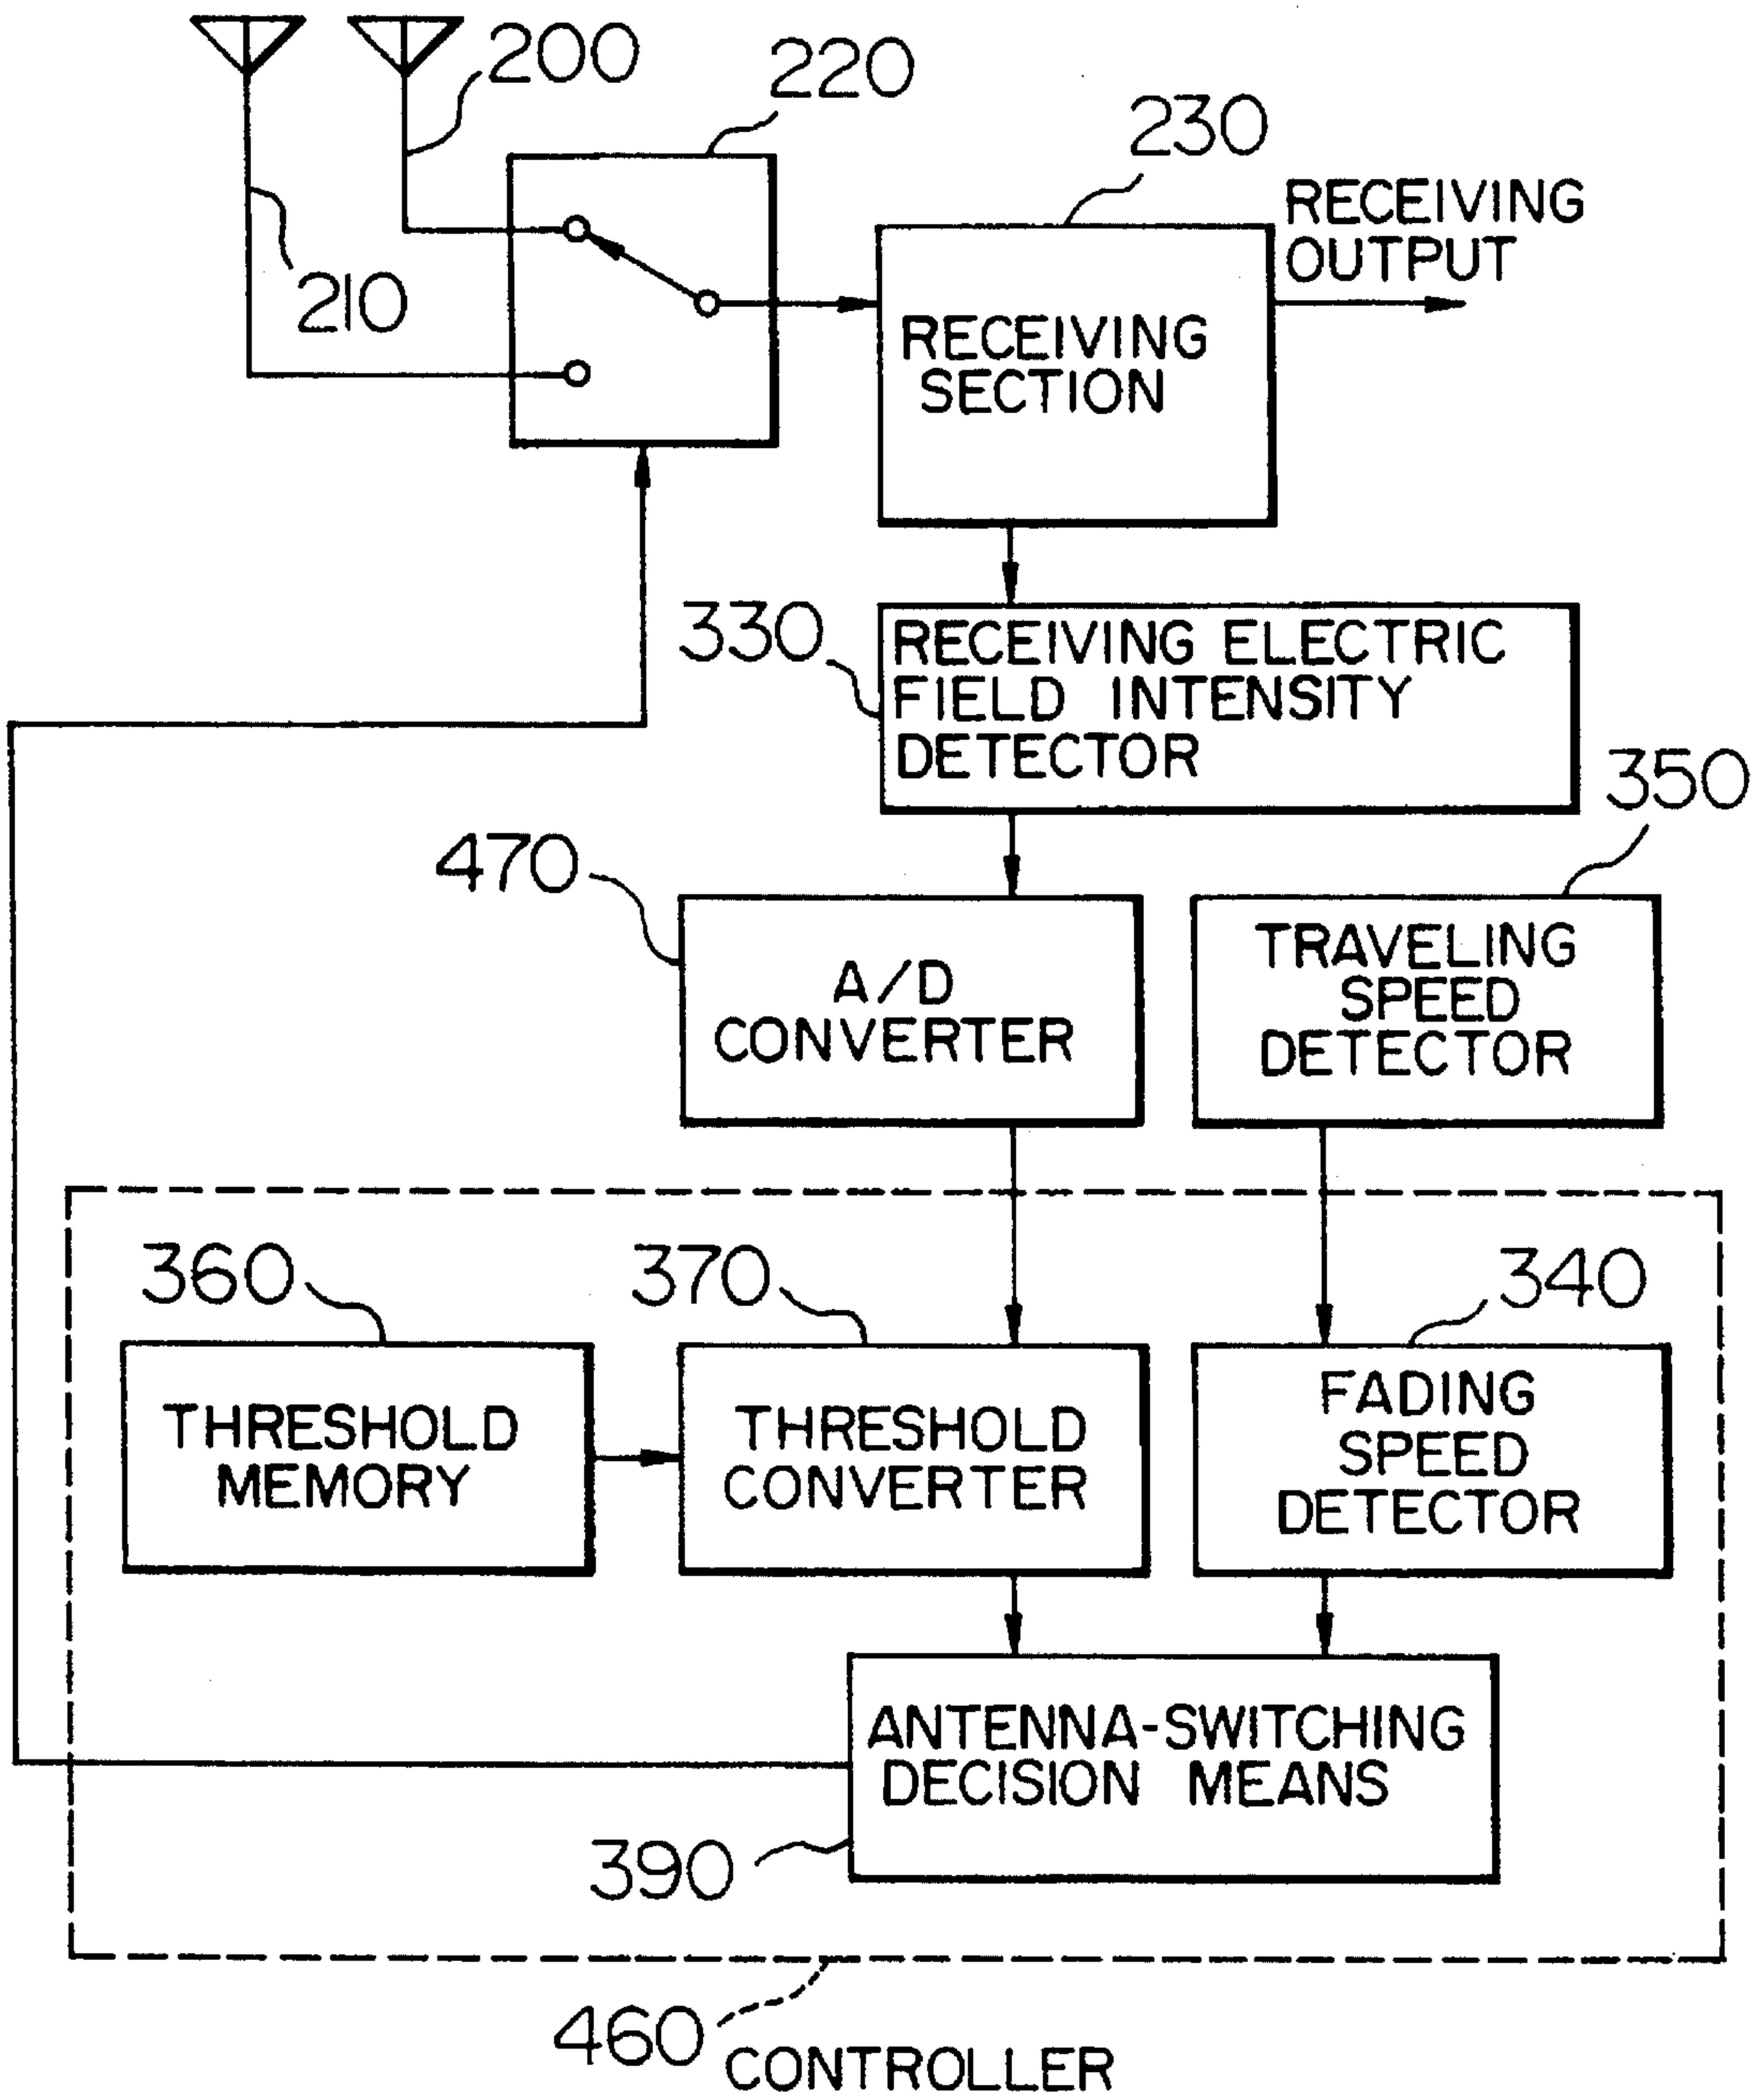 200
220
230
210
RECEIVING
OUTPUT
RECEIVING
SECTION
330
RECEIVING ELECTRIC
FIELD INTENSITY
DETECTOR
350
470
A/D
CONVERTER
TRAVELING
SPEED
DETECTOR
360
370
340
THRESHOLD
MEMORY
THRESHOLD
CONVERTER
FADING
SPEED
DETECTOR
ANTENNA-SWITCHING
DECISION MEANS
390
460
CONTROLLER